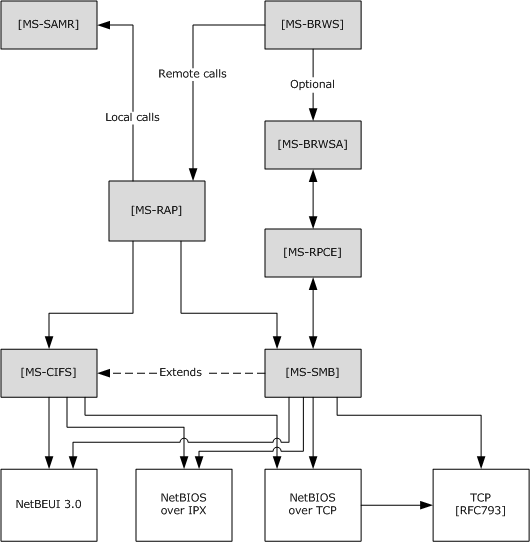 [MS-SAMR]
[MS-BRWS]
Remote calls
Optional
Local calls
[MS-BRWSA]
[MS-RAP]
[MS-RPCE]
[MS-CIFS]
Extends
[MS-SMB]
NetBEUI 3.0
NetBIOS
over IPX
NetBIOS
over TCP
TCP
[RFC793]